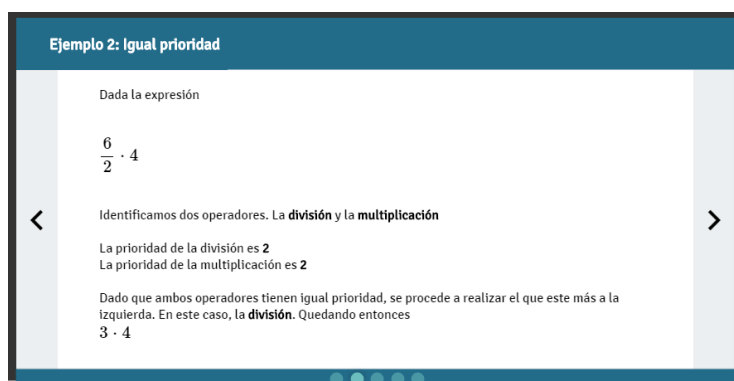 Ejemplo 2: Igual prioridad
Dada la expresión
6
2
· 4
Identificamos dos operadores. La división y la multiplicación
La prioridad de la división es 2
La prioridad de la multiplicación es 2
Dado que ambos operadores tienen igual prioridad, se procede a realizar el que este más a la
izquierda. En este caso, la división. Quedando entonces
3 · 4